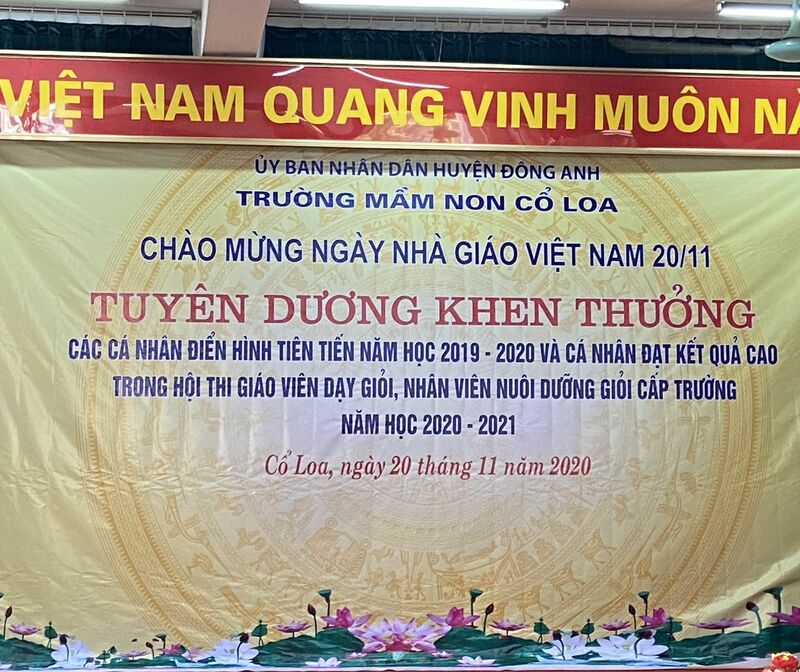 VIỆT NAM QUANG VINH MUÔN
ỦY BAN NHÂN DÂN HUYỆN ĐÔNG ANH
TRƯỜNG MẦM NON CỔ LOA
CHÀO MỪNG NGÀY NHÀ GIÁO VIỆT NAM 20/11
TUYÊN DƯƠNG KHEN THƯỞNG
CÁC CÁ NHÂN ĐIỂN HÌNH TIÊN TIẾN NĂM HỌC 2019 - 2020 VÀ CÁ NHÂN ĐẠT KẾT QUẢ CAO
TRONG HỘI THI GIÁO VIÊN DẠY GIỎI, NHÂN VIÊN NUÔI DƯỠNG GIỎI CẤP TRƯỜNG
NĂM HỌC 2020 - 2021
Cổ Loa, ngày 20 tháng 11 năm 2020